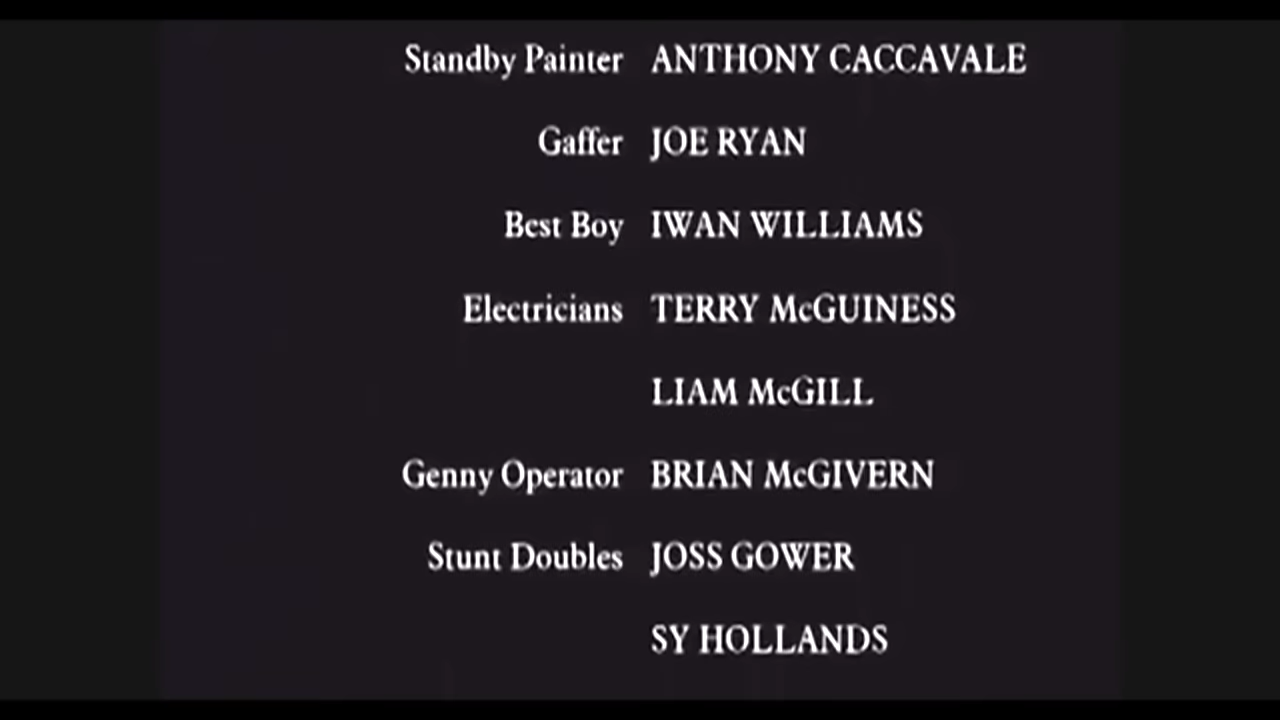 Standby Painter ANTHONY CACCAVALE
Gaffer JOE RYAN
Best Boy IWAN WILLIAMS
Electricians TERRY McGUINESS
LIAM McGILL
Genny Operator BRIAN McGIVERN
Stunt Doubles JOSS GOWER
SY HOLLANDS